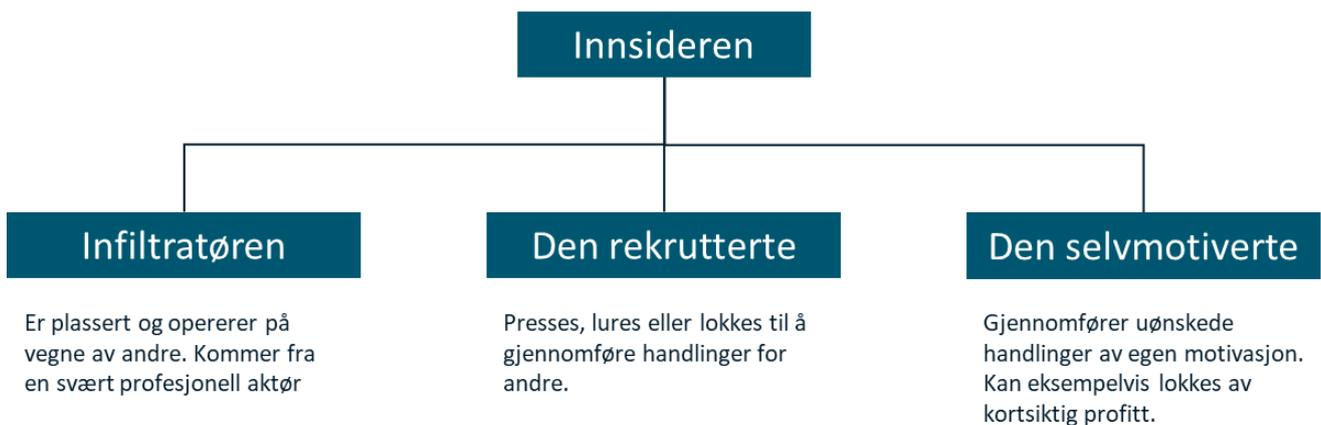 Innsideren
Infiltratøren
Er plassert og opererer på
vegne av andre. Kommer fra
en svært profesjonell aktør
Den rekrutterte
Presses, lures eller lokkes til å
gjennomføre handlinger for
andre.
Den selvmotiverte
Gjennomfører uønskede
handlinger av egen motivasjon.
Kan eksempelvis lokkes av
kortsiktig profitt.